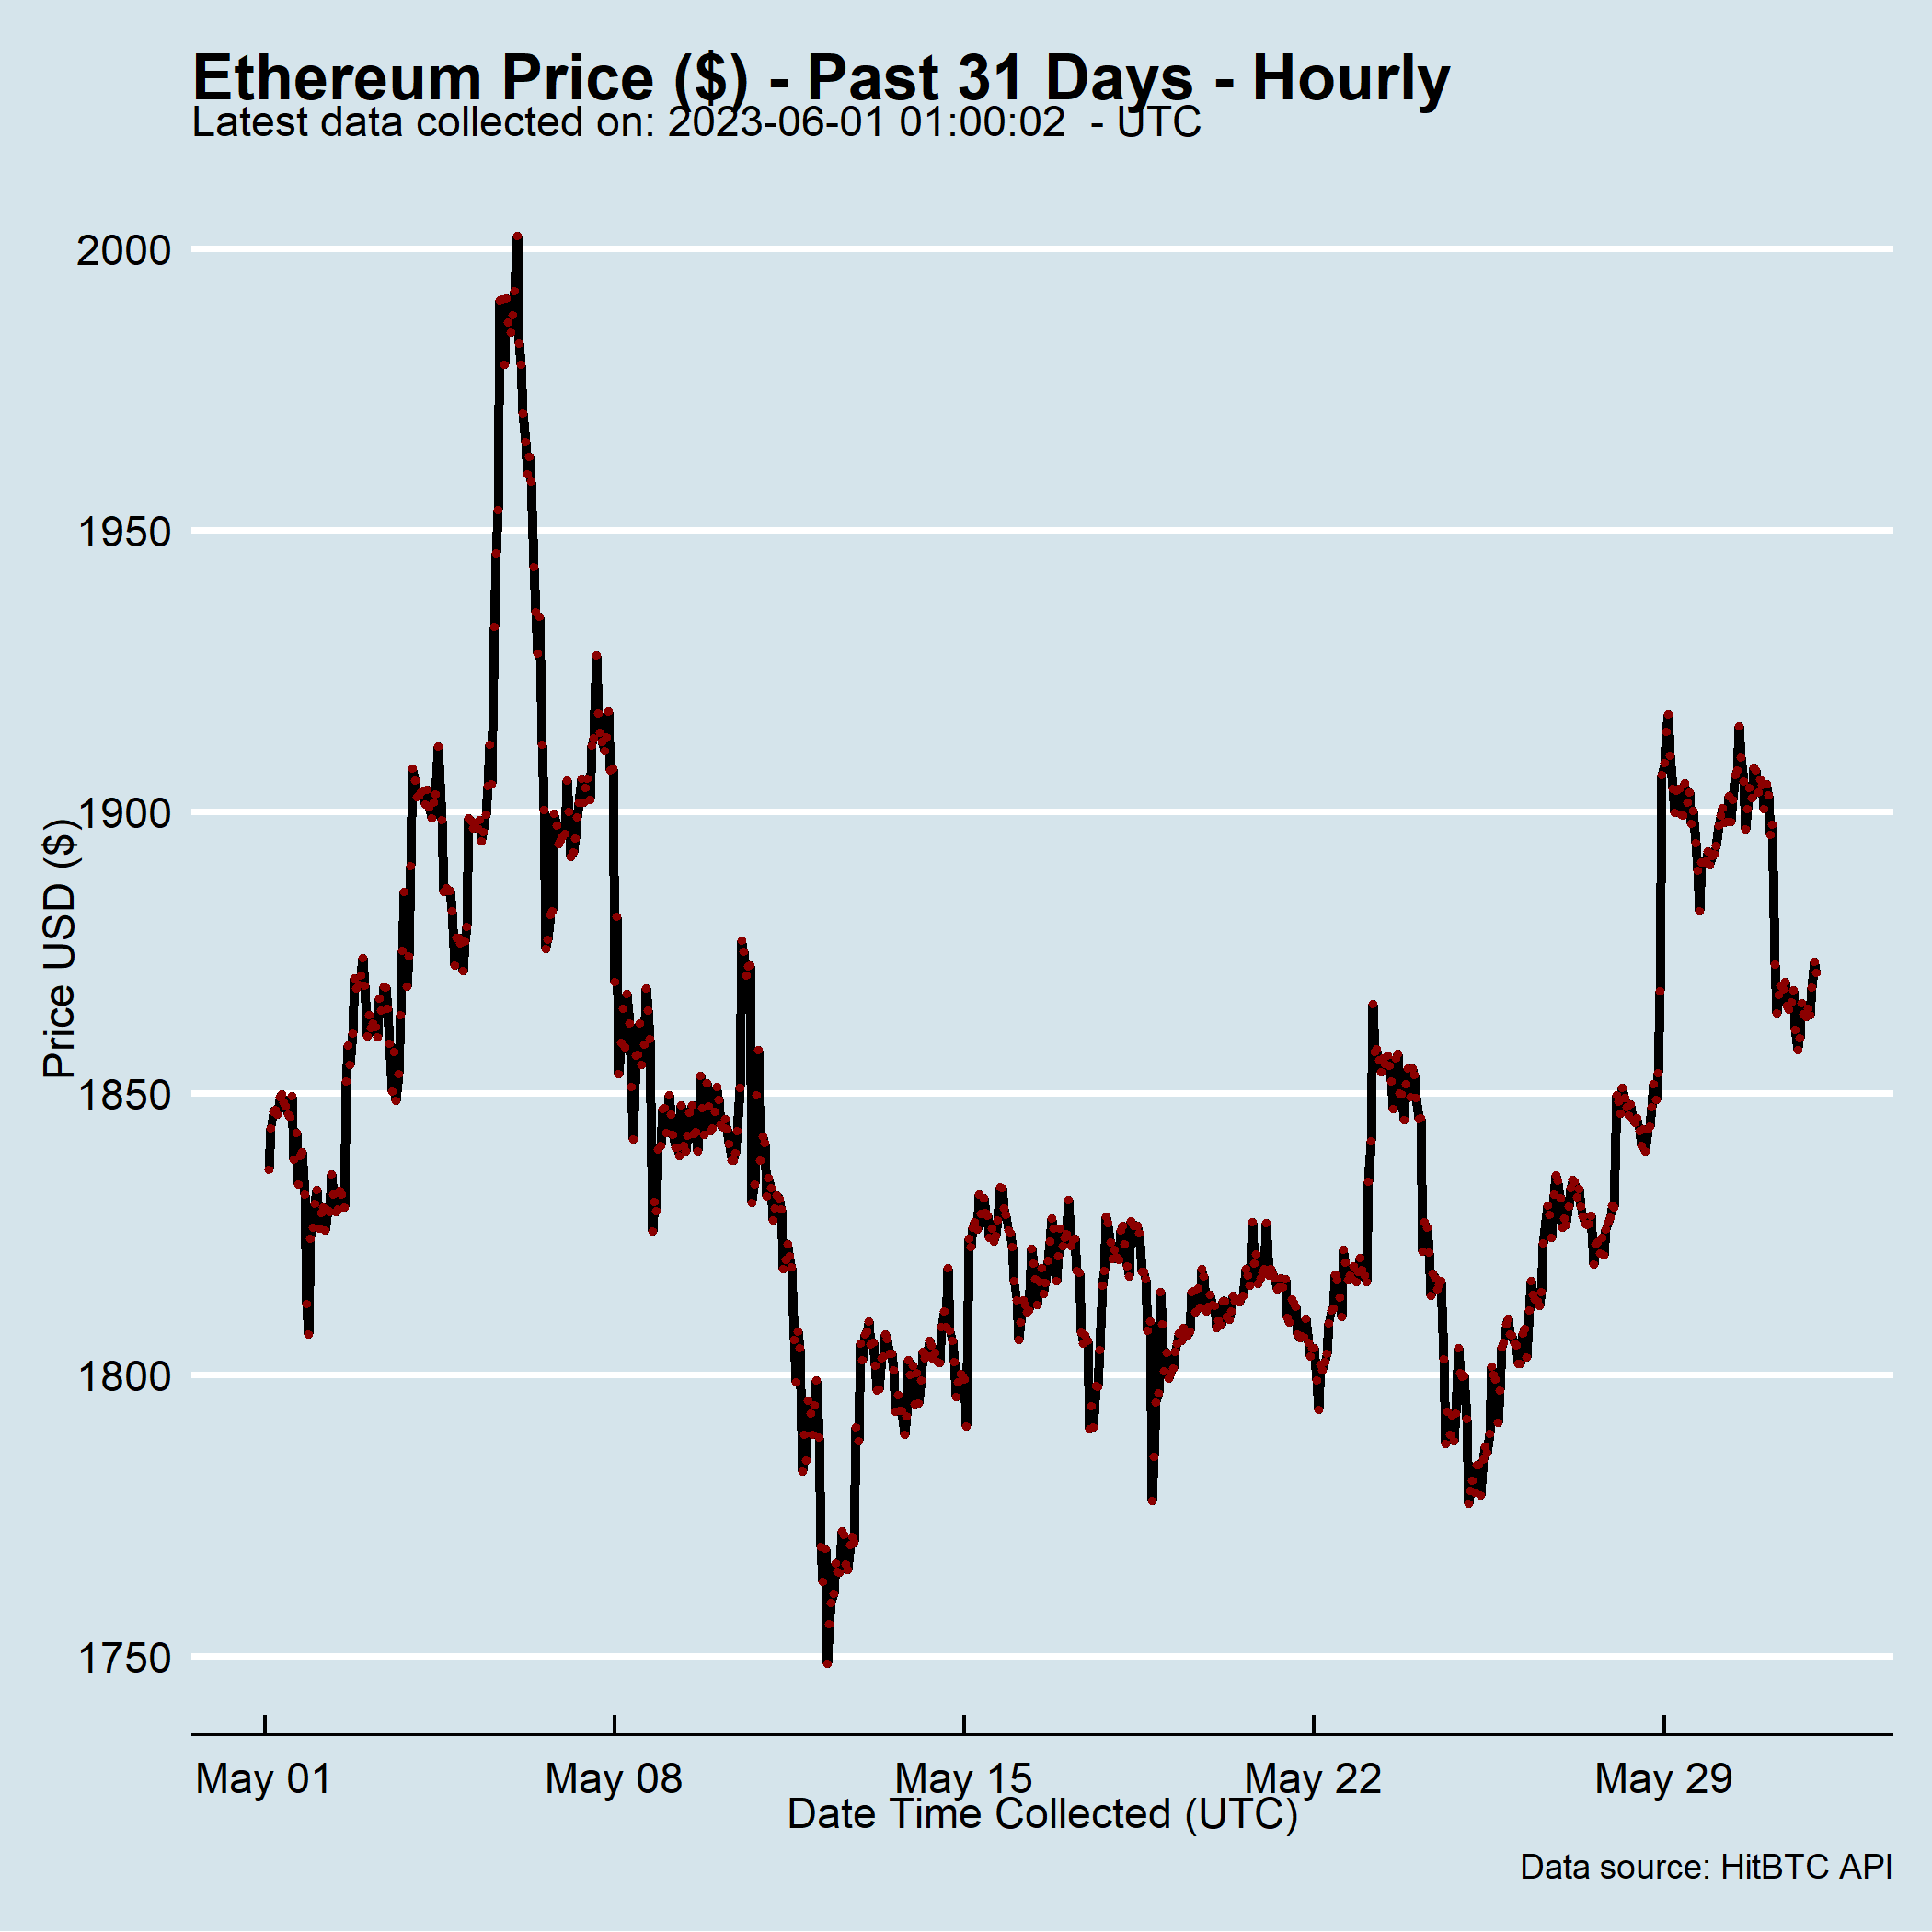 Ethereum Price ($) - Past 31 Days - Hourly
Latest data collected on: 2023-06-01 01:00:02  - UTC
2000
1950
1900
1850
1800
1750
Price USD ($)
May 01 May 08 May 15 May 22 May 29
Date Time Collected (UTC)
Data source: HitBTC API